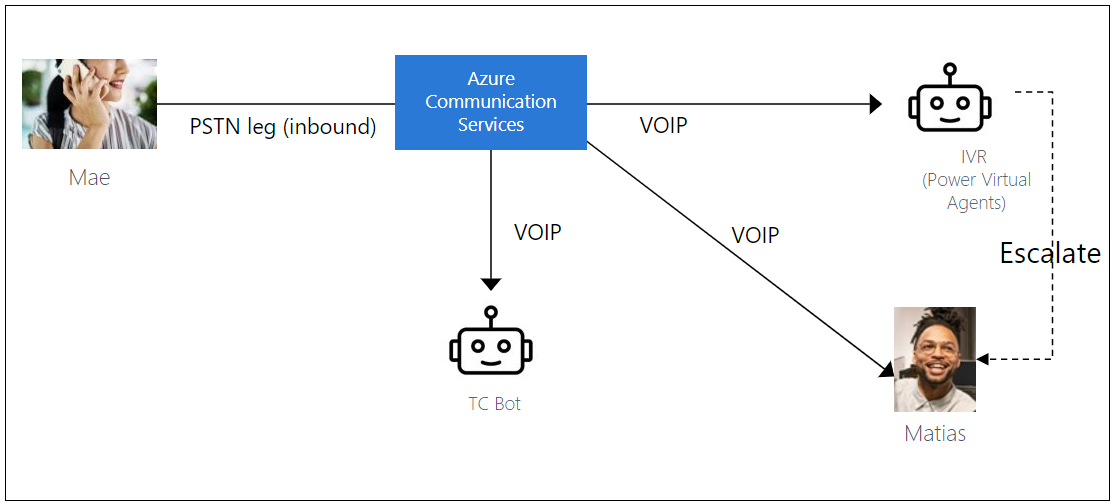 Azure
Communication
Services
PSTN leg (inbound)
VOIP
Mae
IVR
(Power Virtual
Agents)
VOIP
VOIP
Escalate
TC Bot
Matias